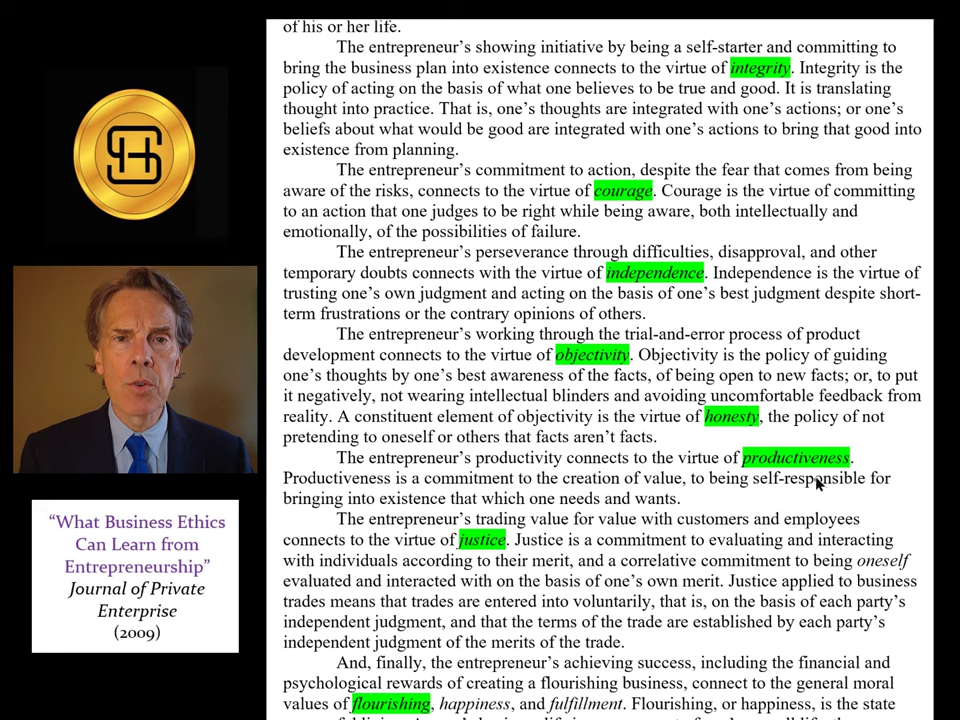 of his or her life.
The entrepreneur's showing initiative by being a self-starter and committing to
bring the business plan into existence connects to the virtue of integrity. Integrity is the
policy of acting on the basis of what one believes to be true and good. It is translating
thought into practice. That is, one's thoughts are integrated with one's actions; or one's
beliefs about what would be good are integrated with one's actions to bring that good into
existence from planning.
The entrepreneur's commitment to action, despite the fear that comes from being
aware of the risks, connects to the virtue of courage. Courage is the virtue of committing
to an action that one judges to be right while being aware, both intellectually and
emotionally, of the possibilities of failure.
The entrepreneur's perseverance through difficulties, disapproval, and other
temporary doubts connects with the virtue of independence. Independence is the virtue of
trusting one's own judgment and acting on the basis of one's best judgment despite short-
term frustrations or the contrary opinions of others.
The entrepreneur's working through the trial-and-error process of product
development connects to the virtue of objectivity. Objectivity is the policy of guiding
one's thoughts by one's best awareness of the facts, of being open to new facts; or, to put
it negatively, not wearing intellectual blinders and avoiding uncomfortable feedback from
reality. A constituent element of objectivity is the virtue of honesty, the policy of not
pretending to oneself or others that facts aren't facts.
The entrepreneur's productivity connects to the virtue of productiveness.
Productiveness is a commitment to the creation of value, to being self-responsible for
bringing into existence that which one needs and wants.
The entrepreneur's trading value for value with customers and employees
connects to the virtue of justice. Justice is a commitment to evaluating and interacting
with individuals according to their merit, and a correlative commitment to being oneself
evaluated and interacted with on the basis of one's own merit. Justice applied to business
trades means that trades are entered into voluntarily, that is, on the basis of each party's
independent judgment, and that the terms of the trade are established by each party's
independent judgment of the merits of the trade.
And, finally, the entrepreneur's achieving success, including the financial and
psychological rewards of creating a flourishing business, connect to the general moral
values of flourishing, happiness, and fulfillment. Flourishing, or happiness, is the state
"What Business Ethics
Can Learn from
Entrepreneurship"
Journal of Private
Enterprise
(2009)